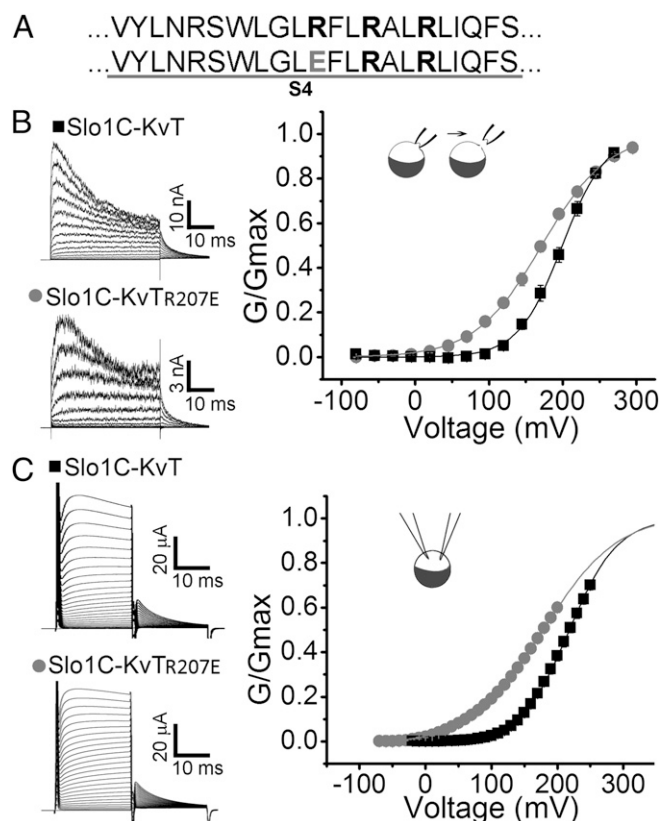 A
...VYLNRSWLGLRFLRALRLIQFS...
...VYLNRSWLGLEFLRALRLIQFS...
S4
B
Slo1C-KvT
10 nA
10 ms
Slo1C-KvTR207E
3 nA
10 ms
G/Gmax
1.0
0.8
0.6
0.4
0.2
0.0
-100 0 100 200 300
Voltage (mV)
C
Slo1C-KvT
20 µA
10 ms
Slo1C-KvTR207E
20 µA
10 ms
G/Gmax
1.0
0.8
0.6
0.4
0.2
0.0
-100 0 100 200 300
Voltage (mV)